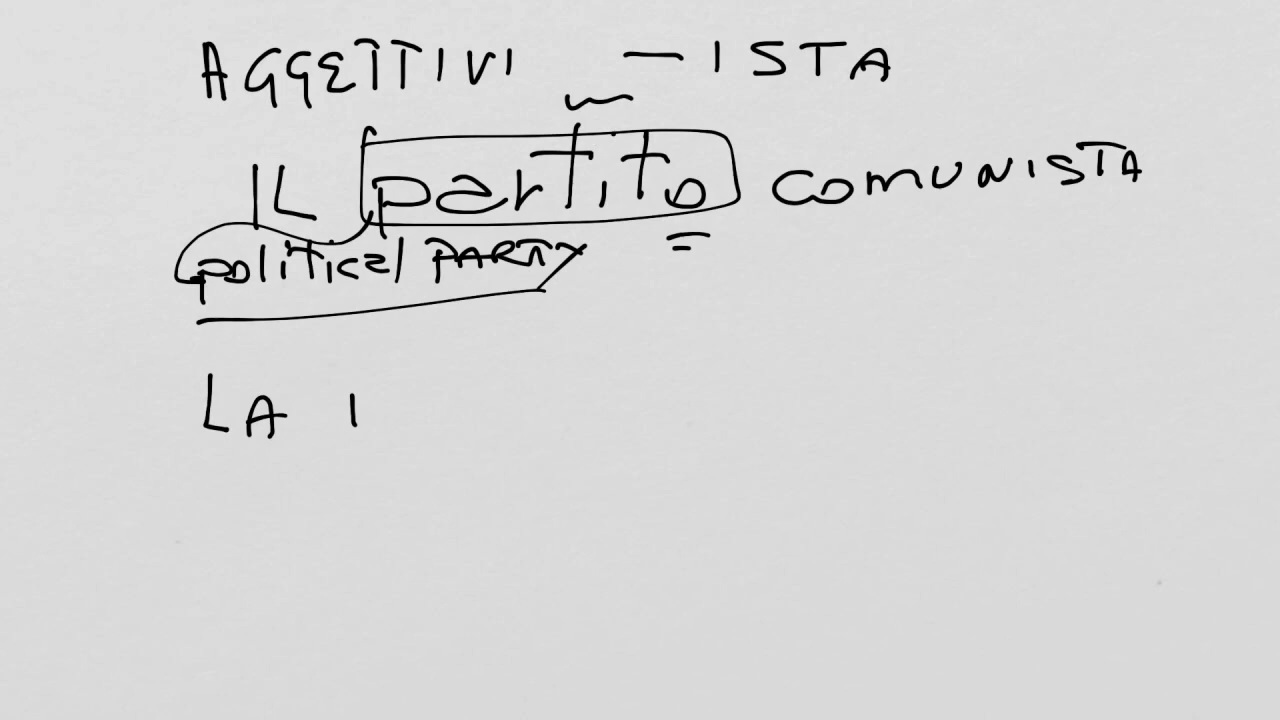 AGGETTIVI - ISTA
IL partito COMUNISTA
political PARTY
LA I